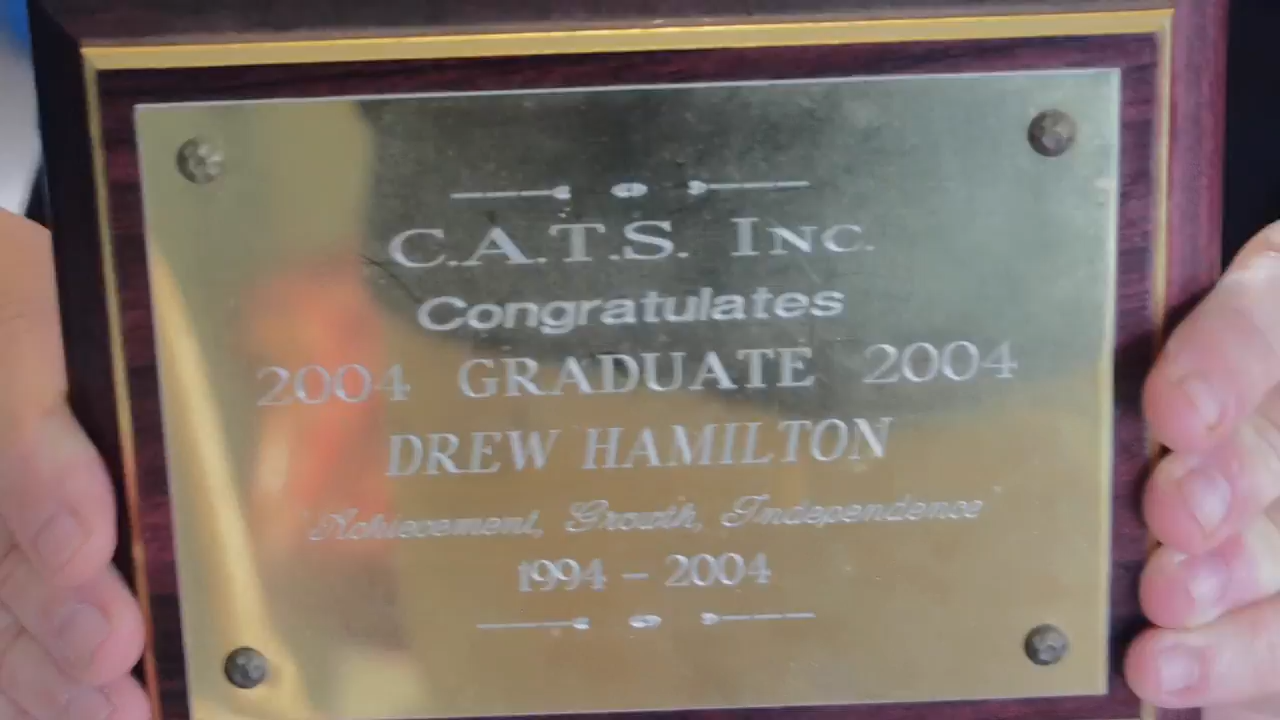 C.A.T.S. INC.
Congratulates
2004 GRADUATE 2004
DREW HAMILTON
"Achievement, Growth, Independence"
1994 – 2004